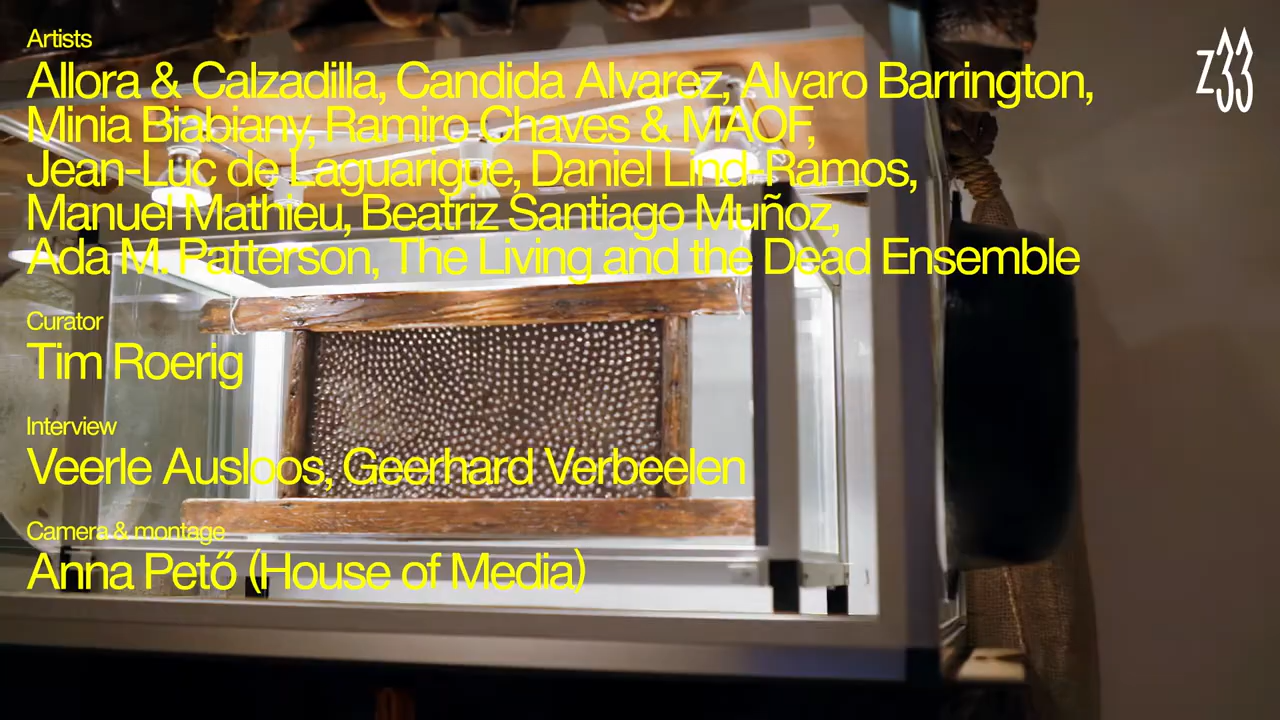 Artists
Allora & Calzadilla, Candida Alvarez, Alvaro Barrington,
Minia Biabiany, Ramiro Chaves & MAOF,
Jean-Luc de Laguarigue, Daniel Lind-Ramos,
Manuel Mathieu, Beatriz Santiago Muñoz,
Ada M. Patterson, The Living and the Dead Ensemble
Curator
Tim Roerig
Interview
Veerle Ausloos, Geerhard Verbeelen
Camera & montage
Anna Pető (House of Media)
z33